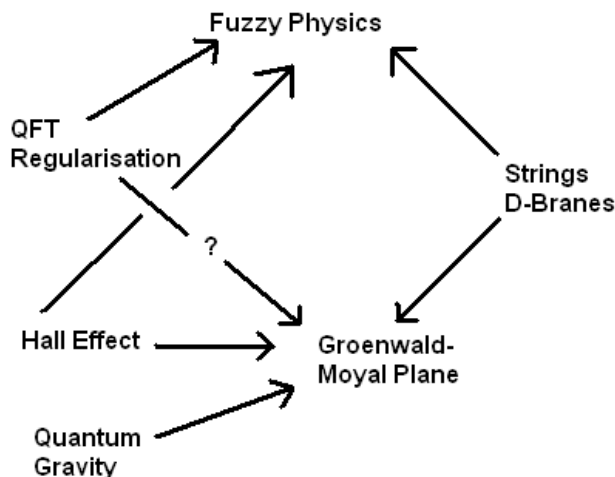 Fuzzy Physics
QFT
Regularisation
Strings
D-Branes
?
Hall Effect
Groenwald-
Moyal Plane
Quantum
Gravity